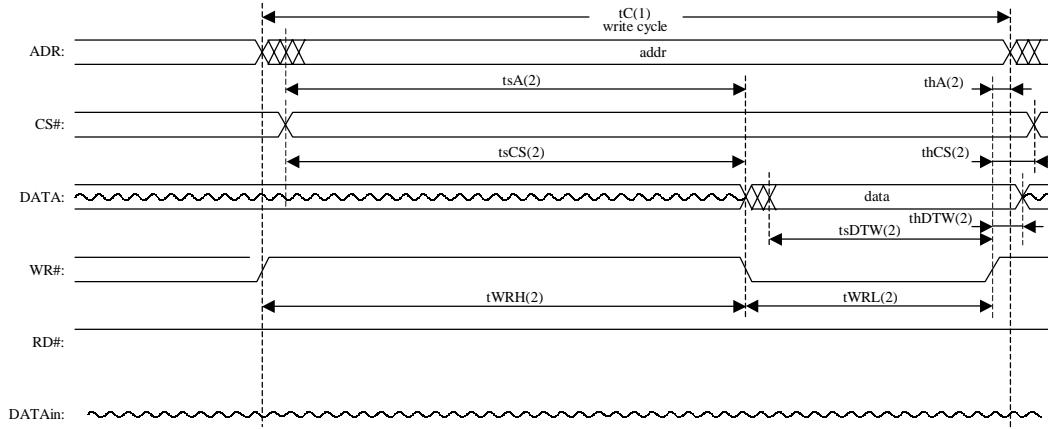 tC(1)
write cycle
ADR:
addr
tsA(2)
thA(2)
CS#:
tsCS(2)
thCS(2)
DATA:
data
thDTW(2)
tsDTW(2)
WR#:
tWRH(2)
tWRL(2)
RD#:
DATAin: